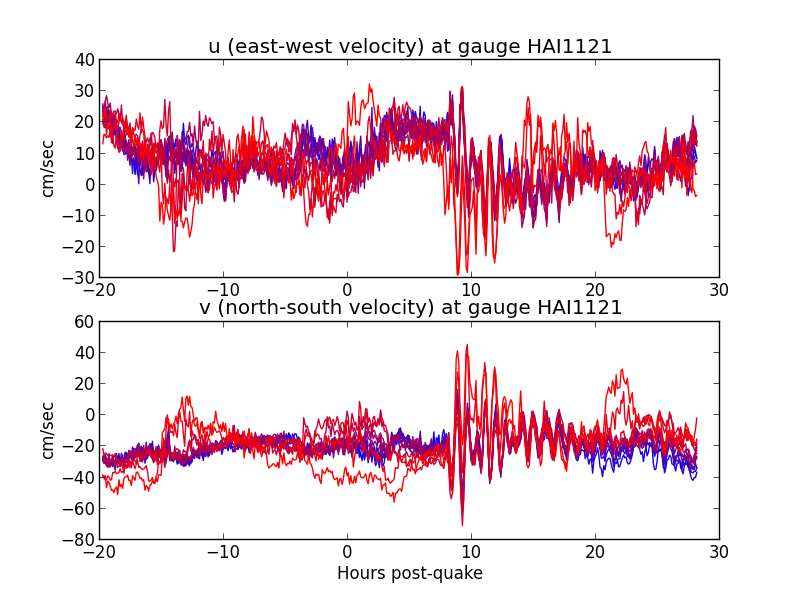 u (east-west velocity) at gauge HAI1121
40
30
20
10
0
−10
−20
−30
cm/sec
−20 −10 0 10 20 30
v (north-south velocity) at gauge HAI1121
60
40
20
0
−20
−40
−60
−80
cm/sec
−20 −10 0 10 20 30
Hours post-quake